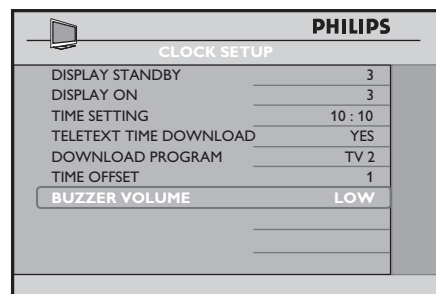 PHILIPS
CLOCK SETUP
DISPLAY STANDBY 3
DISPLAY ON 3
TIME SETTING 10 : 10
TELETEXT TIME DOWNLOAD YES
DOWNLOAD PROGRAM TV 2
TIME OFFSET 1
BUZZER VOLUME LOW